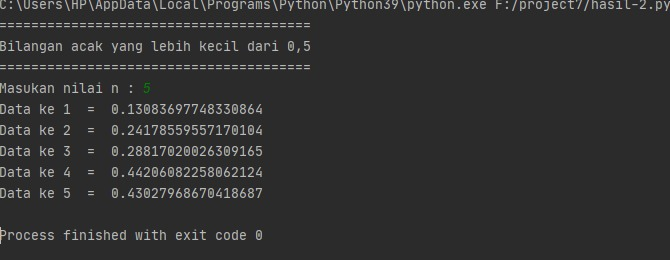 C:\Users\HP\AppData\Local\Programs\Python\Python39\python.exe F:/project7/hasil-2.py
=====================================
Bilangan acak yang lebih kecil dari 0,5
=====================================
Masukan nilai n : 5
Data ke 1  =  0.13083697748330864
Data ke 2  =  0.24178559557170104
Data ke 3  =  0.28817020026309165
Data ke 4  =  0.44206082258062124
Data ke 5  =  0.43027968670418687
Process finished with exit code 0